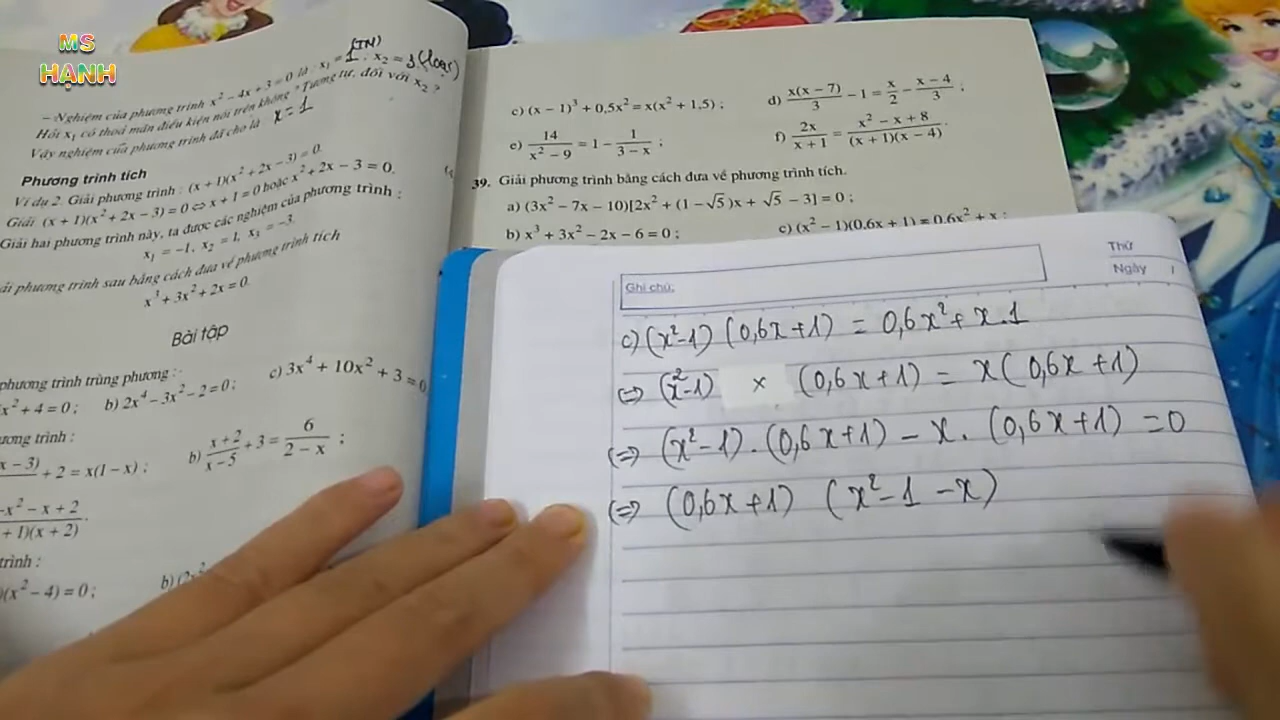 MS
HẠNH
– Nghiệm của phương trình x² – 4x + 3 = 0 là : x₁ = 1 (TN), x₂ = 3 (loại)
Hỏi x₁ có thoả mãn điều kiện nói trên không ? Tương tự, đối với x₂ ?
Vậy nghiệm của phương trình đã cho là x = 1
Phương trình tích
Ví dụ 2. Giải phương trình : (x + 1)(x² + 2x – 3) = 0.
Giải. (x + 1)(x² + 2x – 3) = 0 ⇔ x + 1 = 0 hoặc x² + 2x – 3 = 0.
Giải hai phương trình này, ta được các nghiệm của phương trình :
x₁ = –1, x₂ = 1, x₃ = –3.
ải phương trình sau bằng cách đưa về phương trình tích
x³ + 3x² + 2x = 0.
Bài tập
phương trình trùng phương :
x² + 4 = 0 ; b) 2x⁴ – 3x² – 2 = 0 ; c) 3x⁴ + 10x² + 3 = 0
ương trình :
x – 3) + 2 = x(1 – x) ; b) (x + 2)/(x – 5) + 3 = 6/(2 – x) ;
–x² – x + 2
+ 1)(x + 2)
trình :
)(x² – 4) = 0 ;
c) (x – 1)³ + 0,5x² = x(x² + 1,5) ; d) x(x – 7)/3 – 1 = x/2 – (x – 4)/3 ;
e) 14/(x² – 9) = 1 – 1/(3 – x) ; f) 2x/(x + 1) = (x² – x + 8)/((x + 1)(x – 4)).
39. Giải phương trình bằng cách đưa về phương trình tích.
a) (3x² – 7x – 10)[2x² + (1 – √5)x + √5 – 3] = 0 ;
b) x³ + 3x² – 2x – 6 = 0 ; c) (x² – 1)(0,6x + 1) = 0,6x² + x ;
Thứ
Ngày
Ghi chú:
c) (x² – 1) (0,6x + 1) = 0,6x² + x.1
⇔ (x² – 1) × (0,6x + 1) = x(0,6x + 1)
⇔ (x² – 1) . (0,6x + 1) – x. (0,6x + 1) = 0
⇔ (0,6x + 1) (x² – 1 – x)